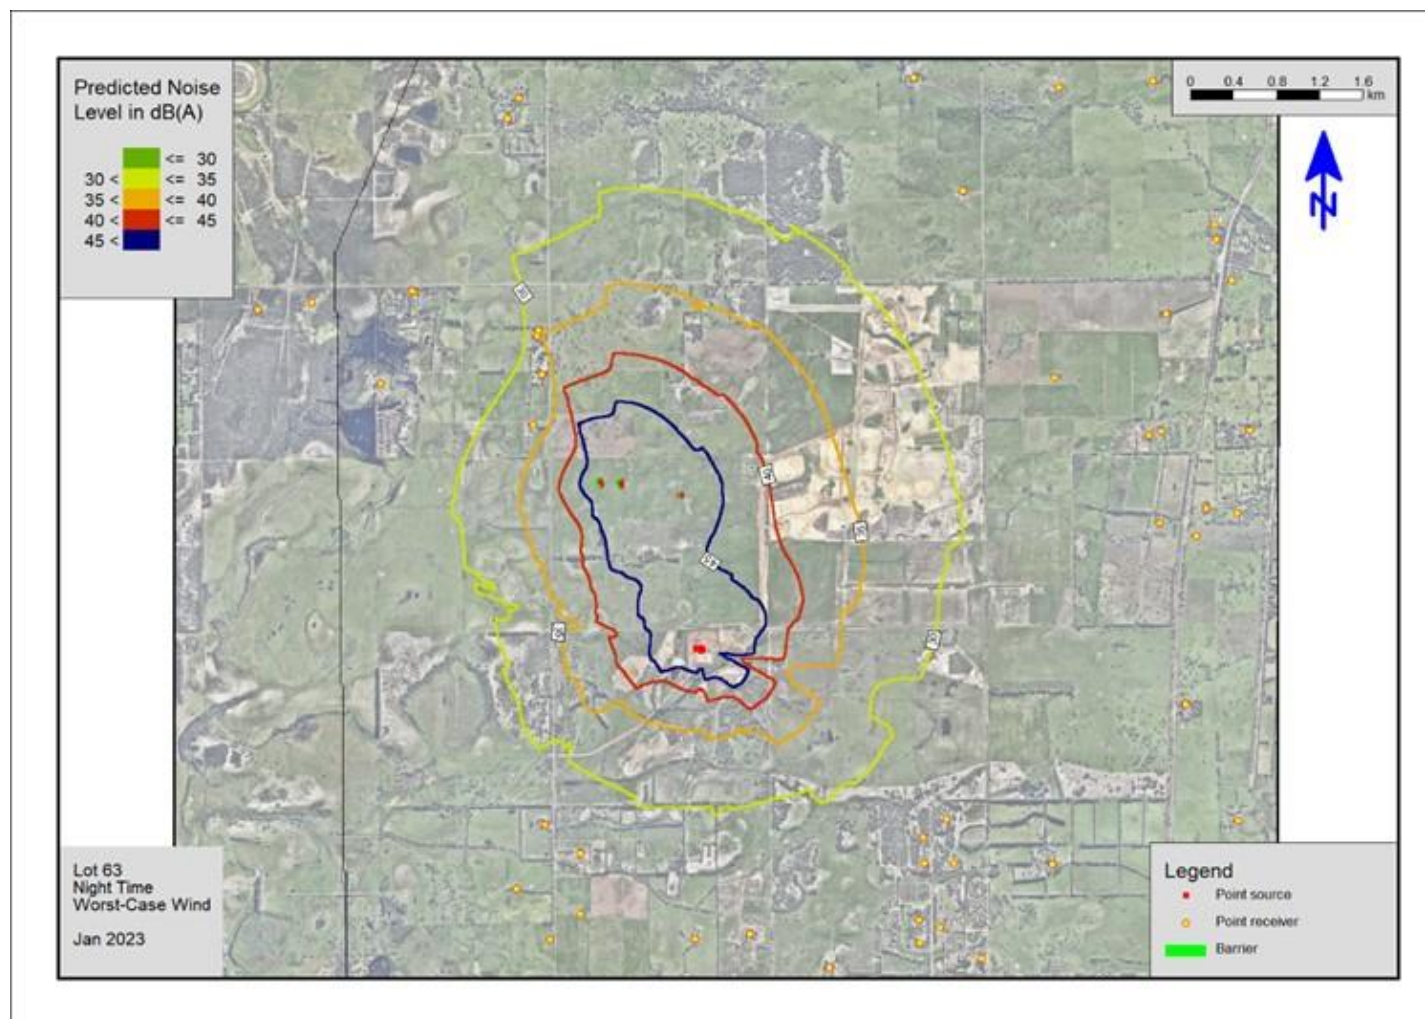 Predicted Noise
Level in dB(A)
<= 30
30 < <= 35
35 < <= 40
40 < <= 45
45 <
0 0.4 0.8 1.2 1.6
km
N
30
40
35
45
35
30
Lot 63
Night Time
Worst-Case Wind
Jan 2023
Legend
Point source
Point receiver
Barrier